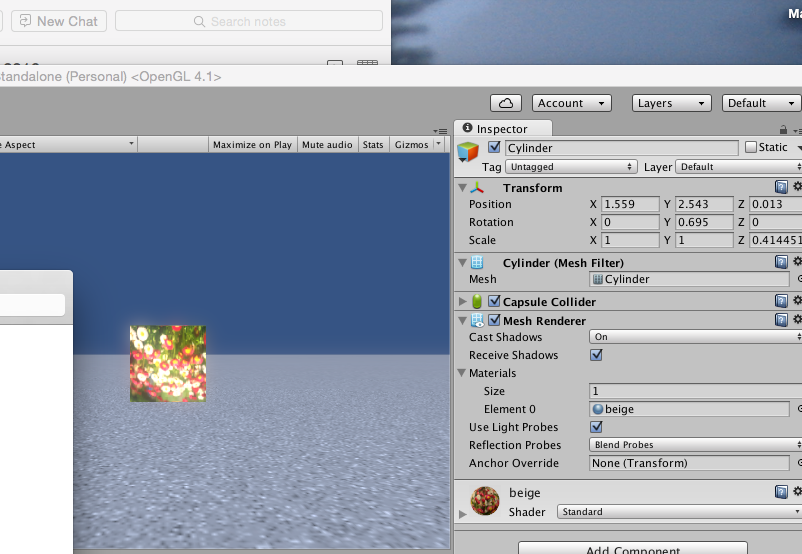 New Chat
Search notes
Ma
Standalone (Personal) <OpenGL 4.1>
Account
Layers
Default
Inspector
Aspect
Maximize on Play
Mute audio
Stats
Gizmos
Cylinder
Static
Tag Untagged
Layer Default
Transform
Position X 1.559 Y 2.543 Z 0.013
Rotation X 0 Y 0.695 Z 0
Scale X 1 Y 1 Z 0.414451
Cylinder (Mesh Filter)
Mesh Cylinder
Capsule Collider
Mesh Renderer
Cast Shadows On
Receive Shadows
Materials
Size 1
Element 0 beige
Use Light Probes
Reflection Probes Blend Probes
Anchor Override None (Transform)
beige
Shader Standard
Add Component